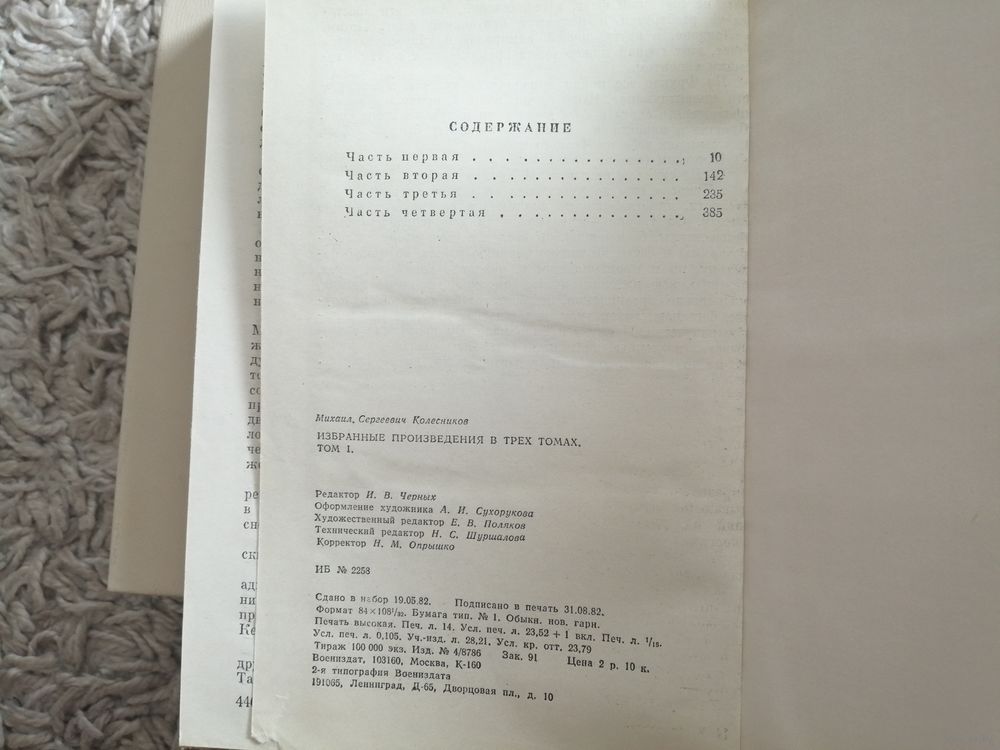 СОДЕРЖАНИЕ
Часть первая . . . . . . . . . . . . . . . 10
Часть вторая . . . . . . . . . . . . . . . 142
Часть третья . . . . . . . . . . . . . . . 235
Часть четвертая . . . . . . . . . . . . . 385
Михаил Сергеевич Колесников
ИЗБРАННЫЕ ПРОИЗВЕДЕНИЯ В ТРЕХ ТОМАХ.
ТОМ I.
Редактор И. В. Черных
Оформление художника А. И. Сухорукова
Художественный редактор Е. В. Поляков
Технический редактор Н. С. Шуршалова
Корректор Н. М. Опрышко
ИБ № 2258
Сдано в набор 19.05.82. Подписано в печать 31.08.82.
Формат 84×108¹/₃₂. Бумага тип. № 1. Обыкн. нов. гарн.
Печать высокая. Печ. л. 14. Усл. печ. л. 23,52 + 1 вкл. Печ. л. ¹/₁₆.
Усл. печ. л. 0,105. Уч.-изд. л. 28,21. Усл. кр. отт. 23,79
Тираж 100 000 экз. Изд. № 4/8786 Зак. 91 Цена 2 р. 10 к.
Воениздат, 103160, Москва, К-160
2-я типография Воениздата
191065, Ленинград, Д-65, Дворцовая пл., д. 10